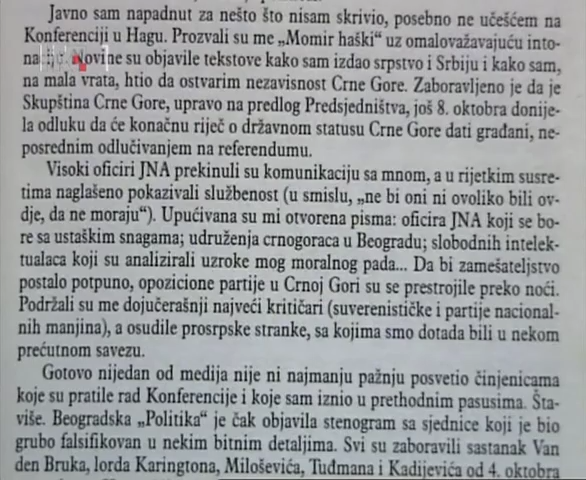 Javno sam napadnut za nešto što nisam skrivio, posebno ne učešćem na
Konferenciji u Hagu. Prozvali su me „Momir haški“ uz omalovažavajuću into-
Novine su objavile tekstove kako sam izdao srpstvo i Srbiju i kako sam,
na mala vrata, htio da ostvarim nezavisnost Crne Gore. Zaboravljeno je da je
Skupština Crne Gore, upravo na predlog Predsjedništva, još 8. oktobra donije-
la odluku da će konačnu riječ o državnom statusu Crne Gore dati građani, ne-
posrednim odlučivanjem na referendumu.
Visoki oficiri JNA prekinuli su komunikaciju sa mnom, a u rijetkim susre-
tima naglašeno pokazivali službenost (u smislu, „ne bi oni ni ovoliko bili ov-
dje, da ne moraju“). Upućivana su mi otvorena pisma: oficira JNA koji se bo-
re sa ustaškim snagama; udruženja crnogoraca u Beogradu; slobodnih intelek-
tualaca koji su analizirali uzroke mog moralnog pada... Da bi zamešateljstvo
postalo potpuno, opozicione partije u Crnoj Gori su se prestrojile preko noći.
Podržali su me dojučerašnji najveći kritičari (suverenističke i partije nacional-
nih manjina), a osudile prosrpske stranke, sa kojima smo dotada bili u nekom
prećutnom savezu.
Gotovo nijedan od medija nije ni najmanju pažnju posvetio činjenicama
koje su pratile rad Konferencije i koje sam iznio u prethodnim pasusima. Šta-
više. Beogradska „Politika“ je čak objavila stenogram sa sjednice koji je bio
grubo falsifikovan u nekim bitnim detaljima. Svi su zaboravili sastanak Van
den Bruka, lorda Karingtona, Miloševića, Tuđmana i Kadijevića od 4. oktobra